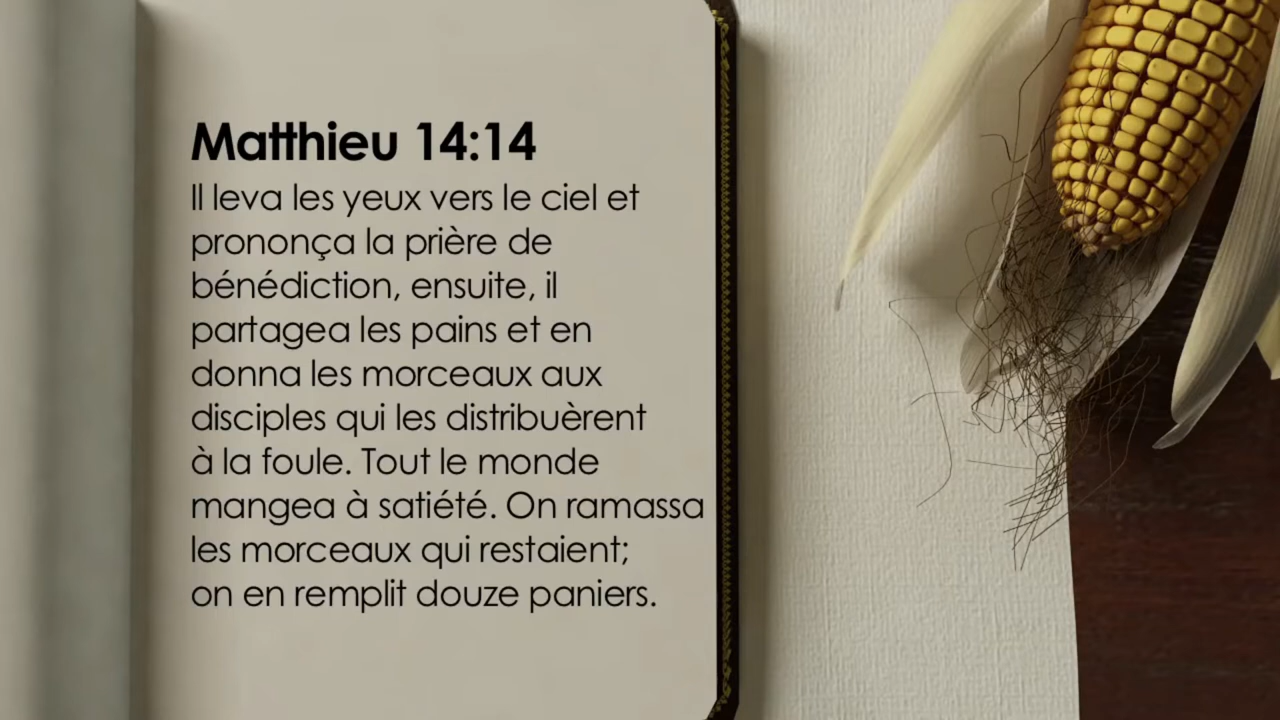 Matthieu 14:14
Il leva les yeux vers le ciel et
prononça la prière de
bénédiction, ensuite, il
partagea les pains et en
donna les morceaux aux
disciples qui les distribuèrent
à la foule. Tout le monde
mangea à satiété. On ramassa
les morceaux qui restaient;
on en remplit douze paniers.